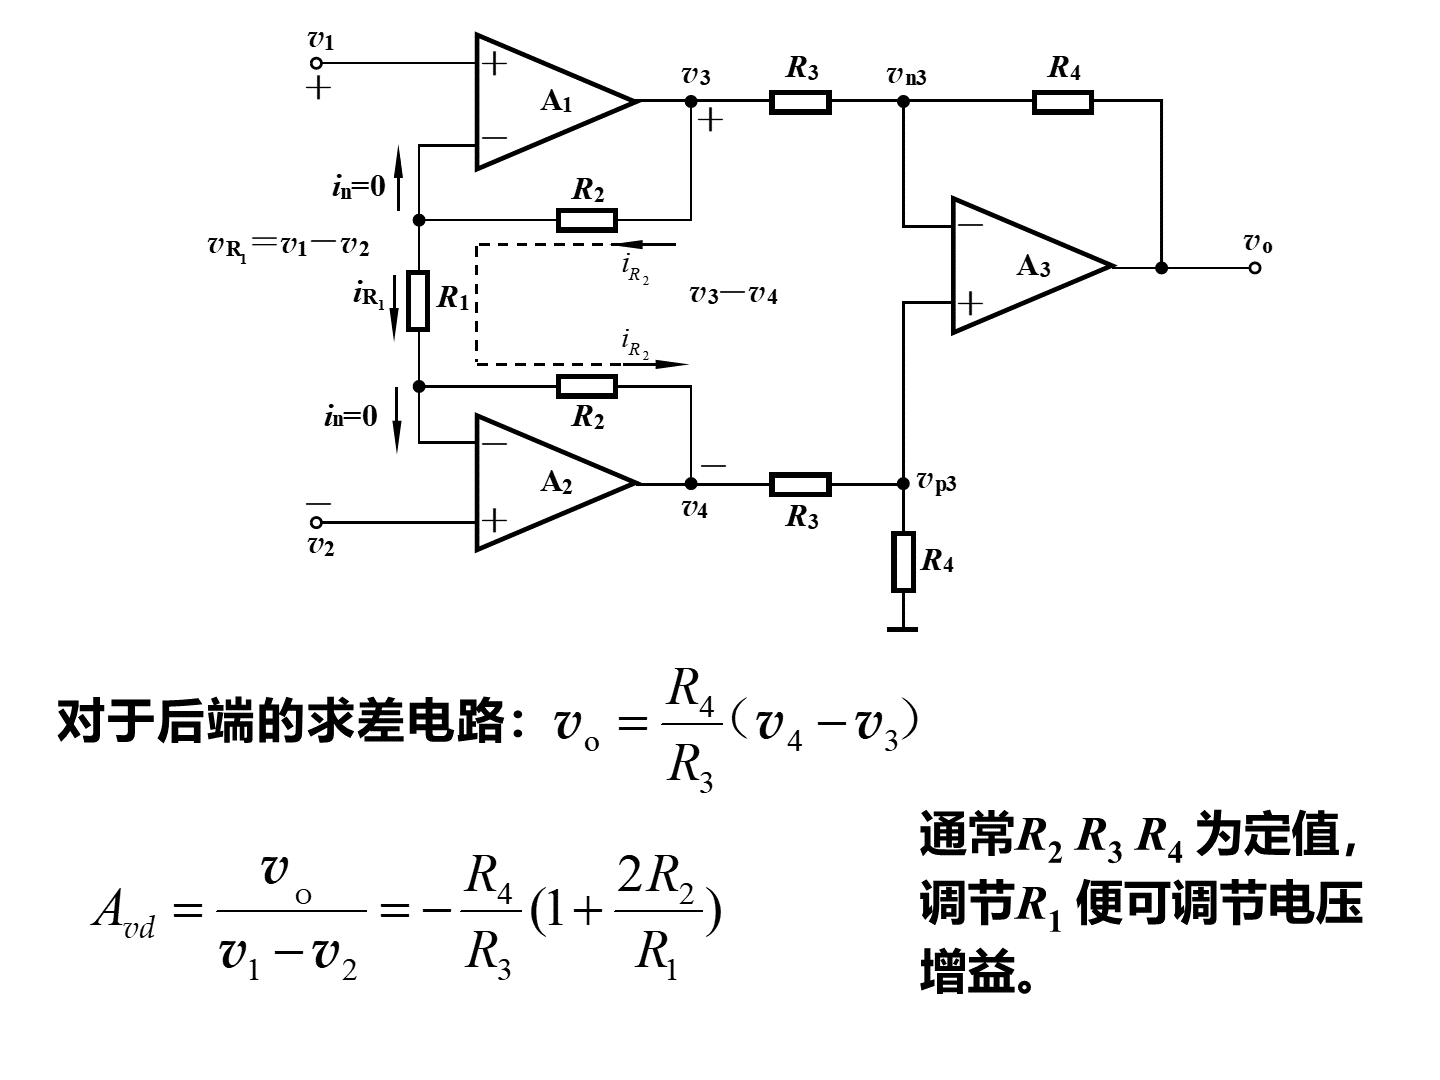 v1
+
+
A1
−
v3
+
R3
vn3
R4
in=0
R2
vR1=v1−v2
iR2
iR1
R1
v3−v4
iR2
−
A3
+
vo
in=0
R2
−
A2
+
−
v4
R3
vp3
−
v2
R4
对于后端的求差电路：vo = R4/R3（v4 − v3）
Avd = vo/(v1 − v2) = −R4/R3(1 + 2R2/R1)
通常R2 R3 R4 为定值，
调节R1 便可调节电压
增益。